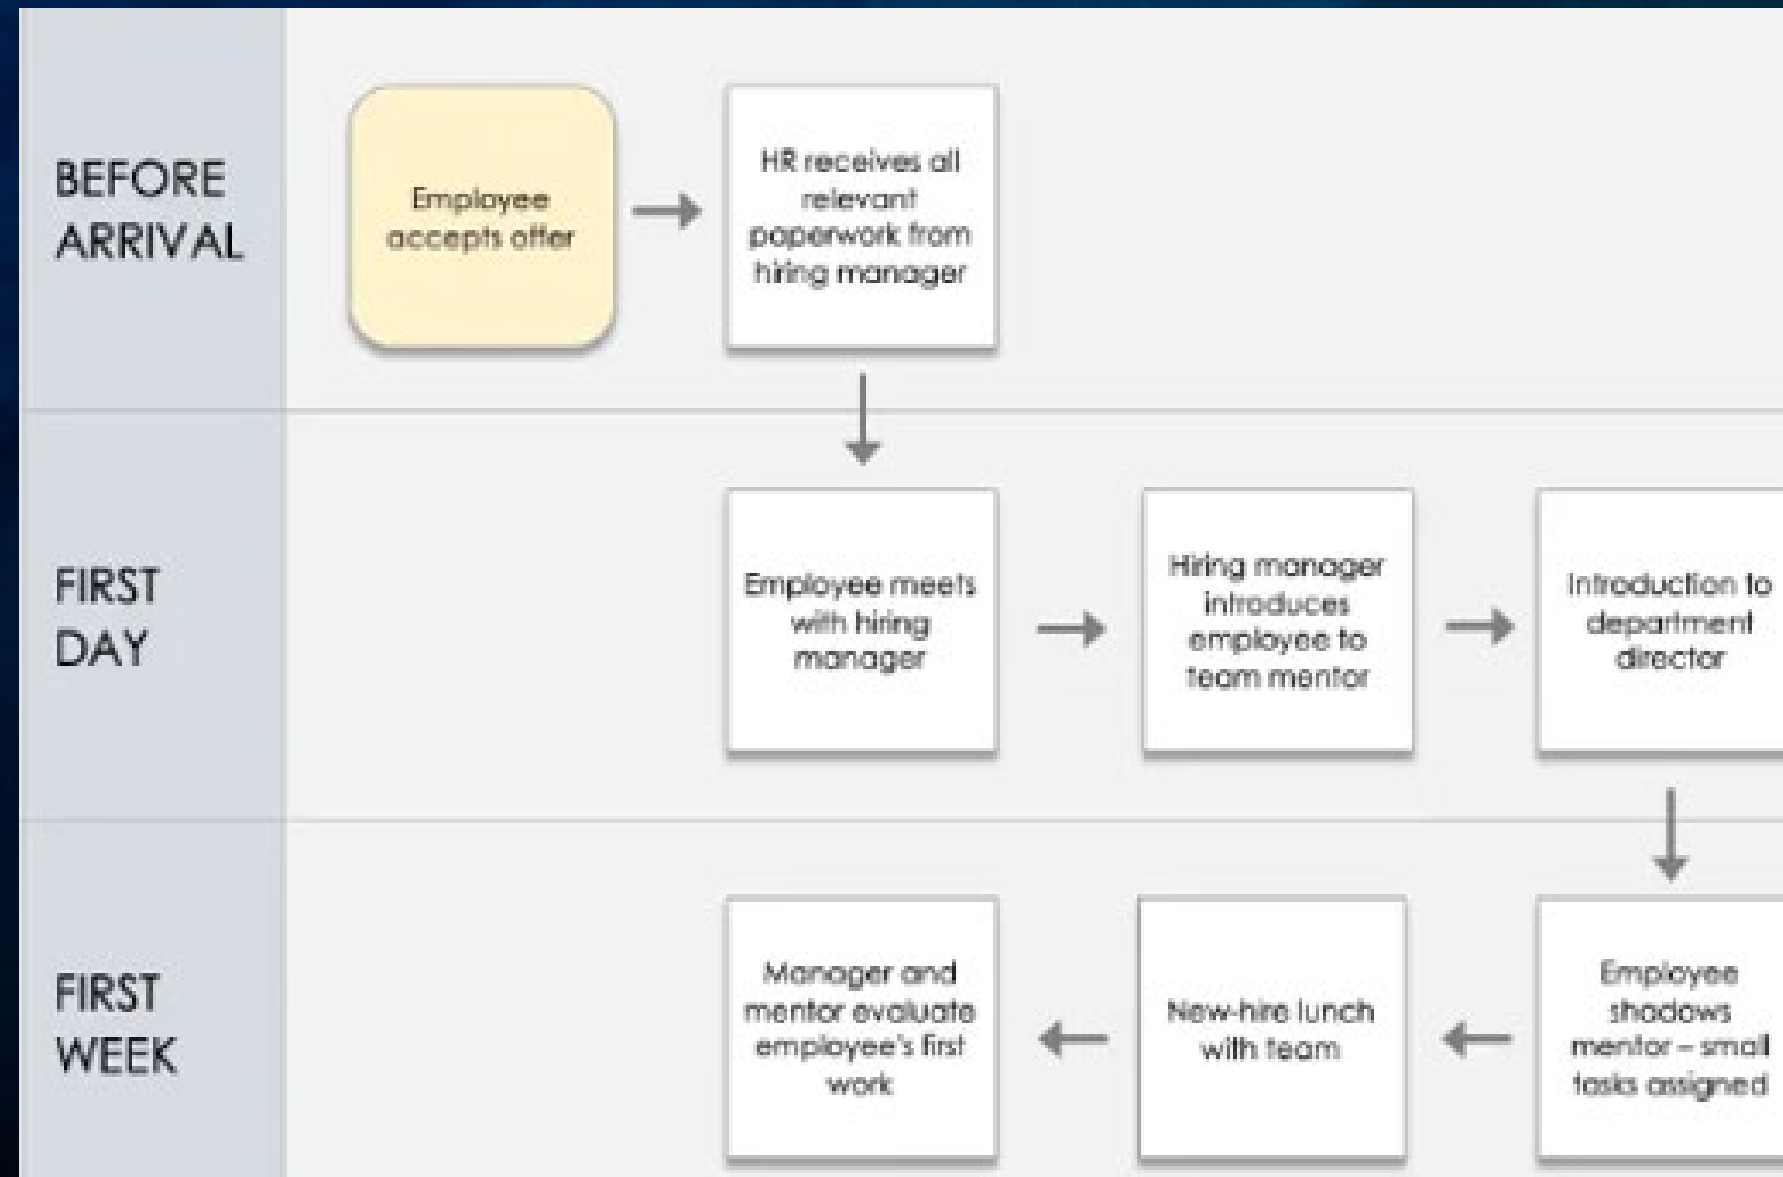 BEFORE
ARRIVAL
Employee
accepts offer
HR receives all
relevant
paperwork from
hiring manager
FIRST
DAY
Employee meets
with hiring
manager
Hiring manager
introduces
employee to
team mentor
Introduction to
department
director
FIRST
WEEK
Manager and
mentor evaluate
employee's first
work
New-hire lunch
with team
Employee
shadows
mentor – small
tasks assigned